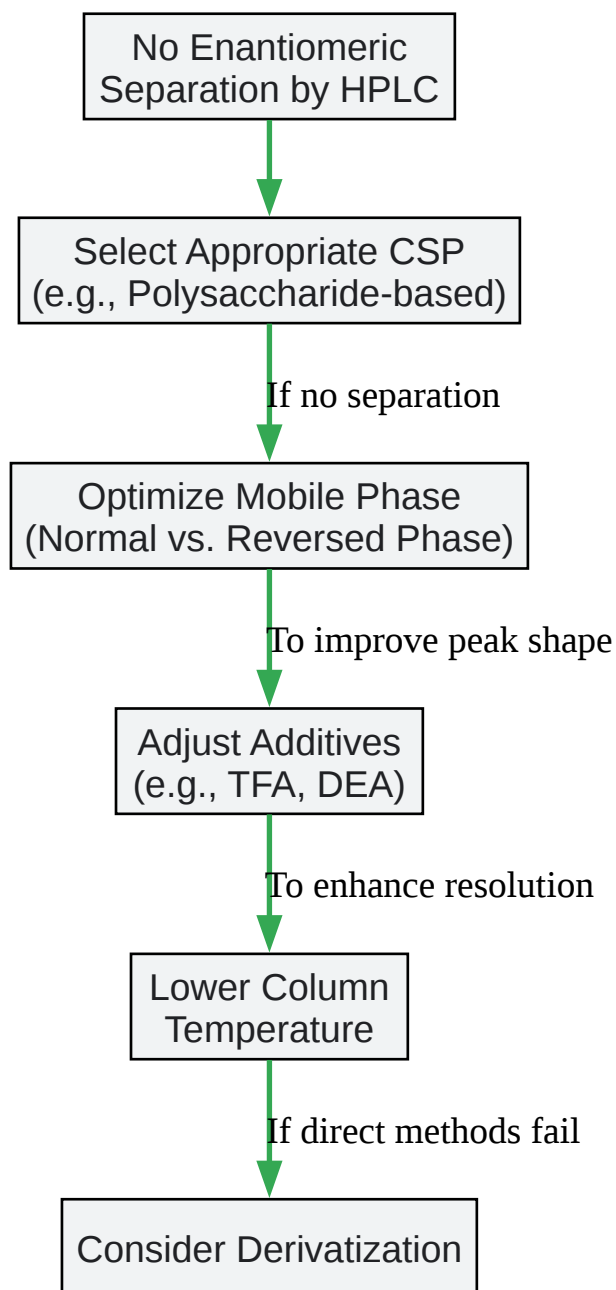 No Enantiomeric
Separation by HPLC
Select Appropriate CSP
(e.g., Polysaccharide-based)
If no separation
Optimize Mobile Phase
(Normal vs. Reversed Phase)
To improve peak shape
Adjust Additives
(e.g., TFA, DEA)
To enhance resolution
Lower Column
Temperature
If direct methods fail
Consider Derivatization